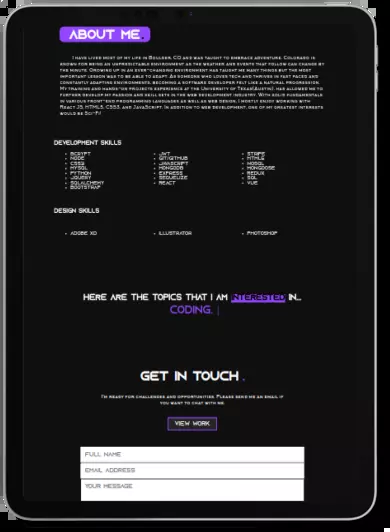 ABOUT ME.
I HAVE LIVED MOST OF MY LIFE IN BOULDER, CO AND WAS TAUGHT TO EMBRACE ADVENTURE. COLORADO IS
KNOWN FOR BEING AN UNPREDICTABLE ENVIRONMENT AS THE WEATHER AND EVENTS THAT FOLLOW CAN CHANGE BY
THE MINUTE. GROWING UP IN AN EVER-CHANGING ENVIRONMENT HAS TAUGHT ME MANY THINGS BUT THE MOST
IMPORTANT LESSON WAS TO BE ABLE TO ADAPT. AS SOMEONE WHO LOVES TECH AND THRIVES IN FAST PACED AND
CONSTANTLY ADAPTING ENVIRONMENTS, BECOMING A SOFTWARE DEVELOPER FELT LIKE A NATURAL PROGRESSION.
MY TRAINING AND HANDS-ON PROJECTS EXPERIENCE AT THE UNIVERSITY OF TEXAS(AUSTIN), HAS ALLOWED ME TO
FURTHER DEVELOP MY PASSION AND SKILL SETS IN THE WEB DEVELOPMENT INDUSTRY. WITH SOLID FUNDAMENTALS
IN VARIOUS FRONT-END PROGRAMMING LANGUAGES AS WELL AS WEB DESIGN, I MOSTLY ENJOY WORKING WITH
REACT JS, HTML5, CSS3, AND JAVASCRIPT. IN ADDITION TO WEB DEVELOPMENT, ONE OF MY GREATEST INTERESTS
WOULD BE SCI-FI!
DEVELOPMENT SKILLS
• BCRYPT • JWT • STRIPE
• NODE • GIT/GITHUB • HTML5
• CSS3 • JAVASCRIPT • NOSQL
• MYSQL • MONGODB • MONGOOSE
• PYTHON • EXPRESS • REDUX
• JQUERY • SEQUELIZE • SQL
• SQLALCHEMY • REACT • VUE
• BOOTSTRAP
DESIGN SKILLS
• ADOBE XD • ILLUSTRATOR • PHOTOSHOP
HERE ARE THE TOPICS THAT I AM INTERESTED IN...
CODING. |
GET IN TOUCH .
I'M READY FOR CHALLENGES AND OPPORTUNITIES. PLEASE SEND ME AN EMAIL IF
YOU WANT TO CHAT WITH ME.
VIEW WORK
FULL NAME
EMAIL ADDRESS
YOUR MESSAGE